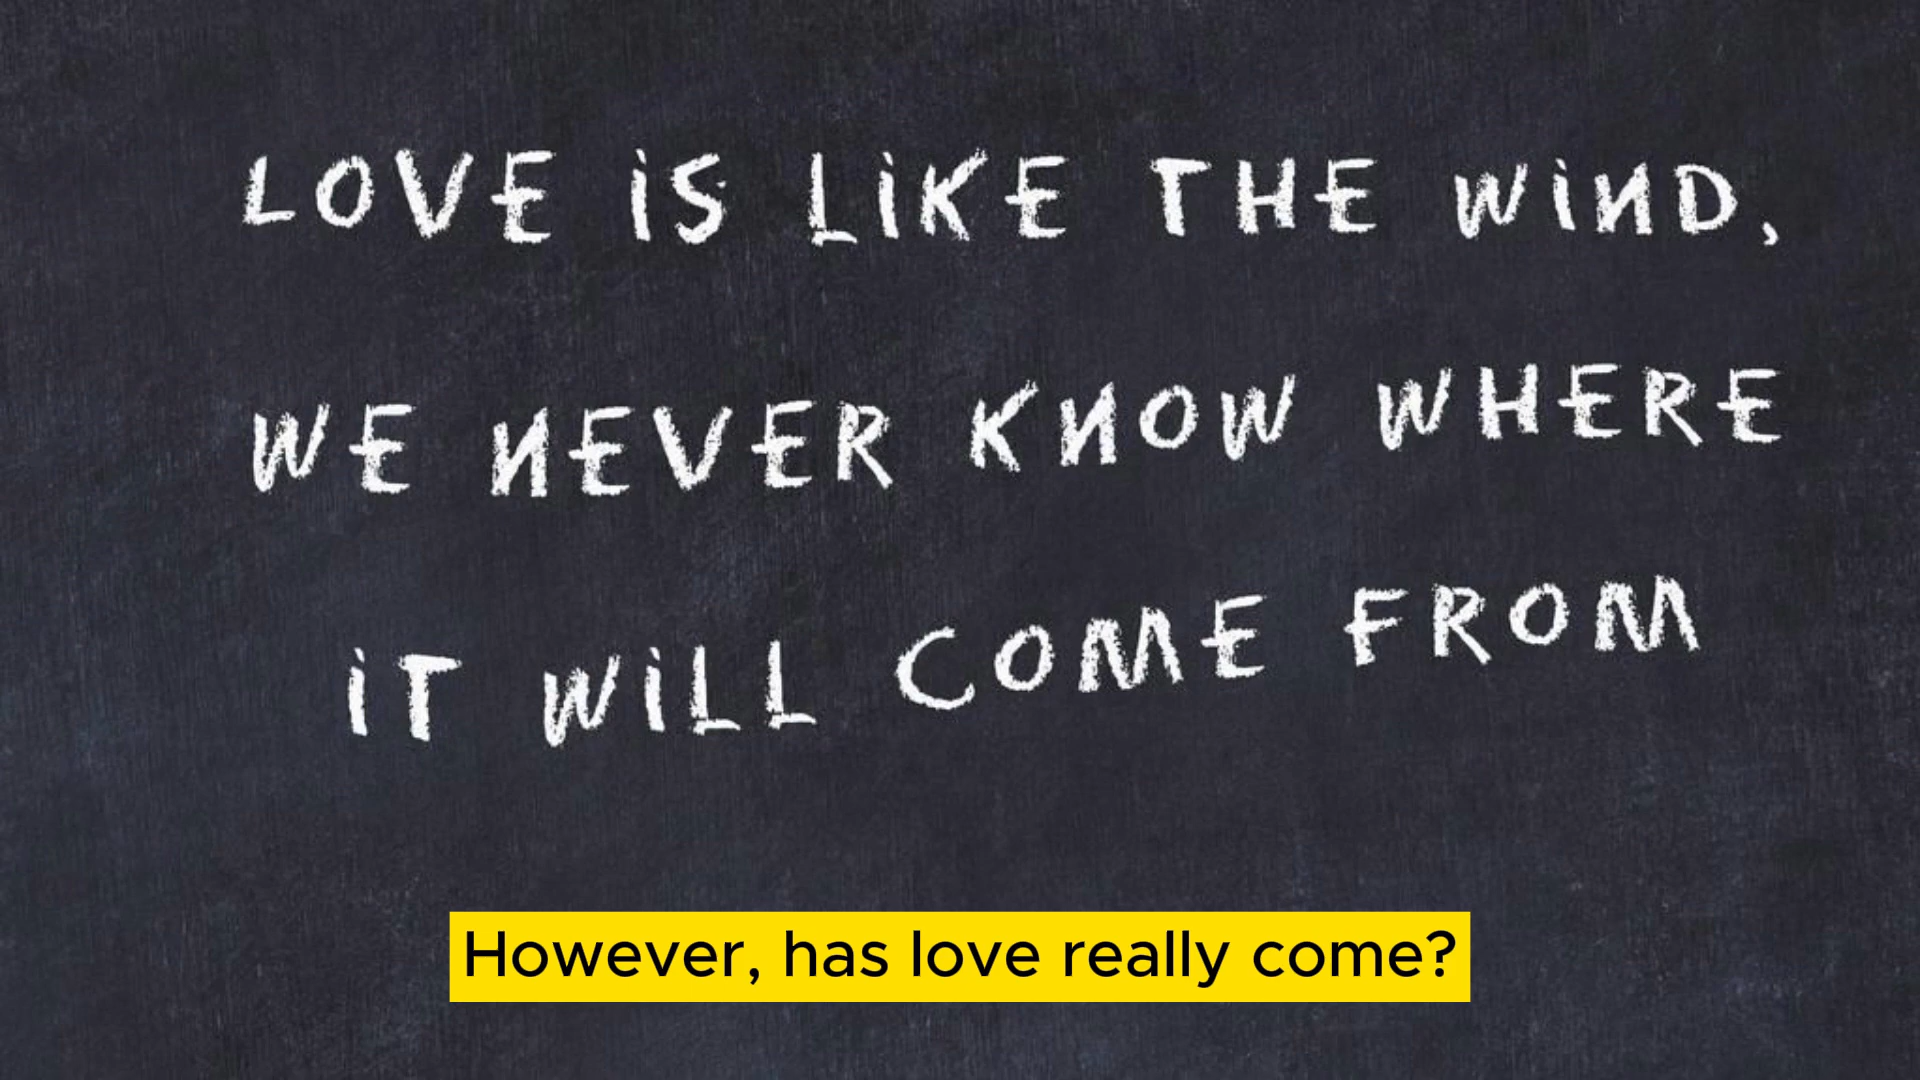 LOVE iS LiKE THE WiND,
WE NEVER KNOW WHERE
iT WiLL COME FROM
However, has love really come?